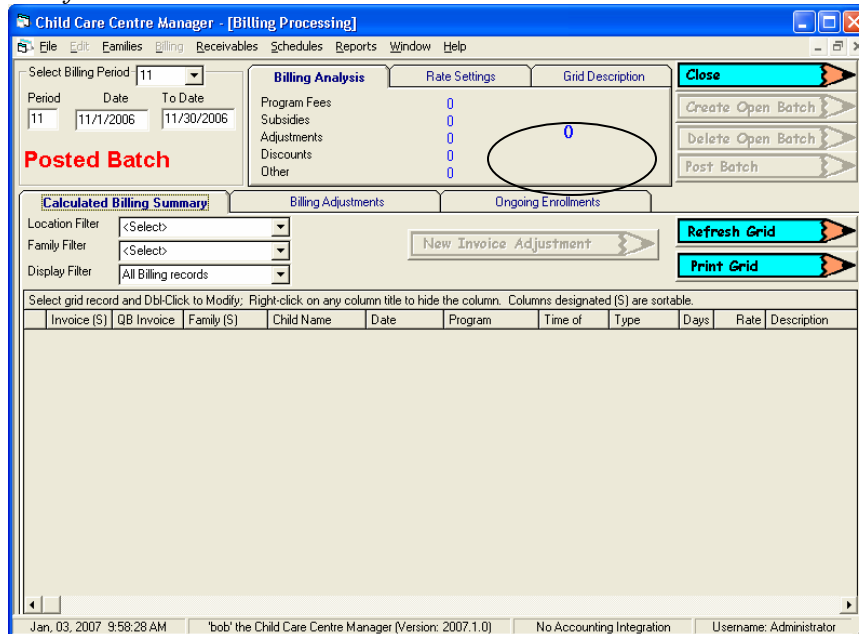 Child Care Centre Manager - [Billing Processing]
File Edit Families Billing Receivables Schedules Reports Window Help
Select Billing Period 11
Period Date To Date
11 11/1/2006 11/30/2006
Posted Batch
Billing Analysis Rate Settings Grid Description
Program Fees 0
Subsidies 0
Adjustments 0 0
Discounts 0
Other 0
Close
Create Open Batch
Delete Open Batch
Post Batch
Calculated Billing Summary Billing Adjustments Ongoing Enrollments
Location Filter <Select>
Family Filter <Select>
Display Filter All Billing records
New Invoice Adjustment
Refresh Grid
Print Grid
Select grid record and Dbl-Click to Modify; Right-click on any column title to hide the column. Columns designated (S) are sortable.
Invoice (S) QB Invoice Family (S) Child Name Date Program Time of Type Days Rate Description
Jan, 03, 2007 9:58:28 AM 'bob' the Child Care Centre Manager (Version: 2007.1.0) No Accounting Integration Username: Administrator